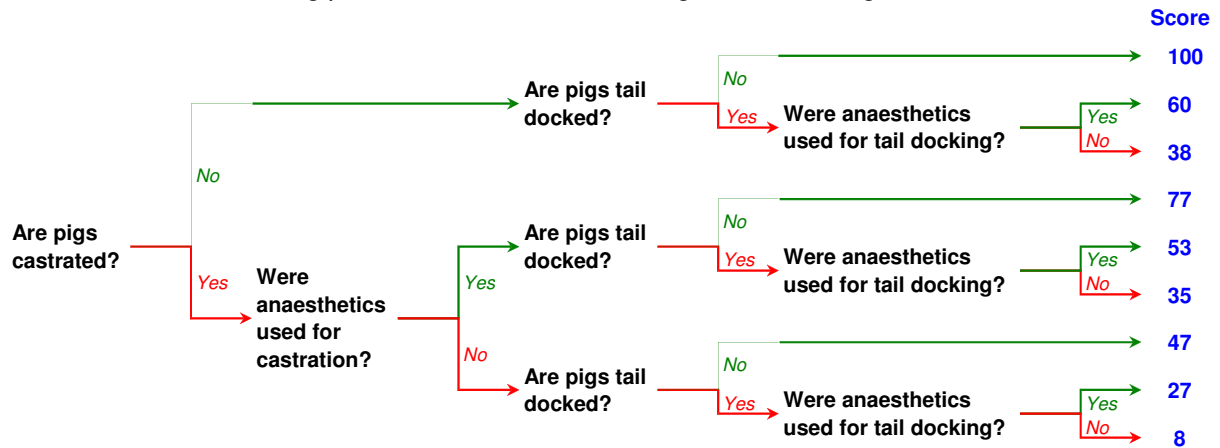 Score
100
No
Are pigs tail
docked?
Yes
Were anaesthetics
used for tail docking?
Yes
60
No
38
No
Are pigs
castrated?
Yes
Were
anaesthetics
used for
castration?
Yes
Are pigs tail
docked?
No
77
Yes
Were anaesthetics
used for tail docking?
Yes
53
No
35
No
Are pigs tail
docked?
No
47
Yes
Were anaesthetics
used for tail docking?
Yes
27
No
8